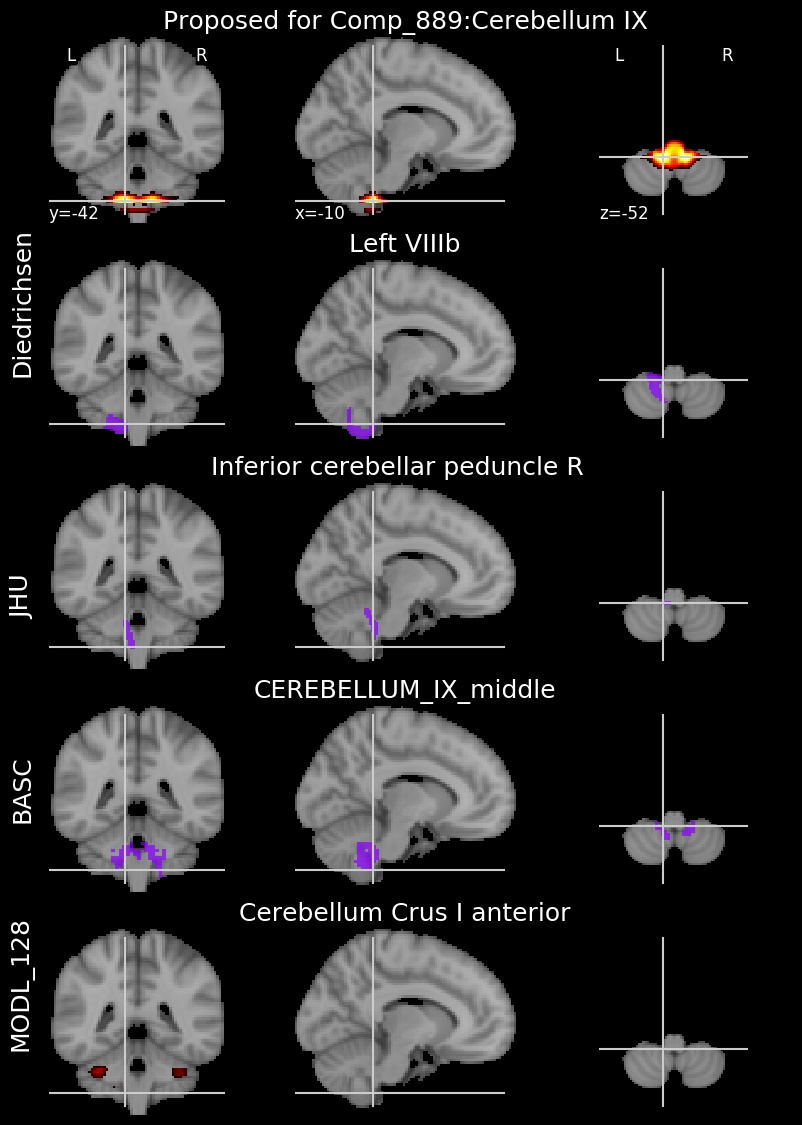 Proposed for Comp_889:Cerebellum IX
L R L R
y=-42 x=-10 z=-52
Diedrichsen
Left VIIIb
JHU
Inferior cerebellar peduncle R
BASC
CEREBELLUM_IX_middle
MODL_128
Cerebellum Crus I anterior